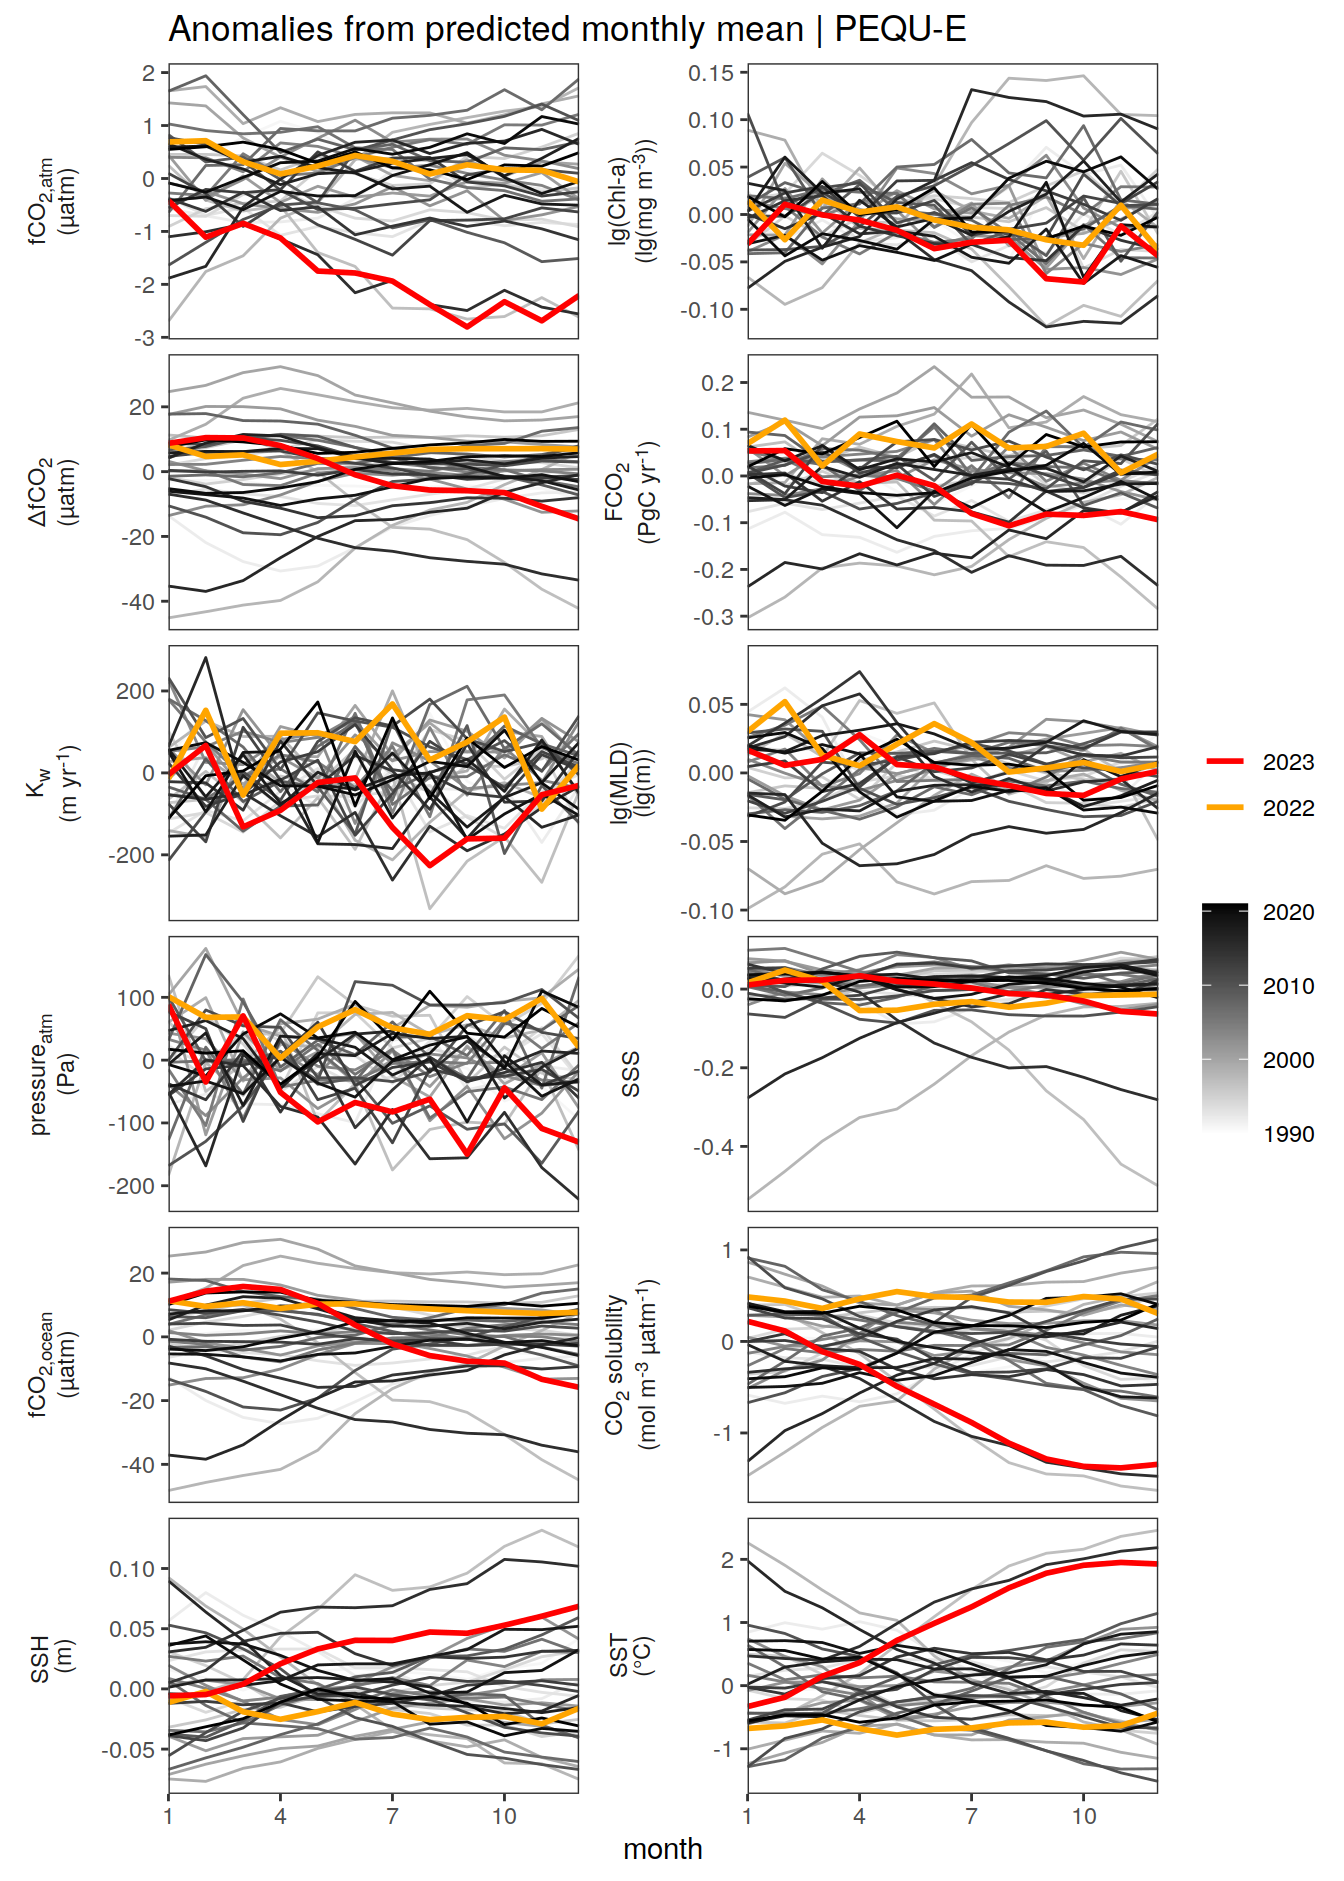 Anomalies from predicted monthly mean | PEQU-E
fCO2,atm
(µatm)
2
1
0
-1
-2
-3
lg(Chl-a)
(lg(mg m-3))
0.15
0.10
0.05
0.00
-0.05
-0.10
ΔfCO2
(µatm)
20
0
-20
-40
FCO2
(PgC yr-1)
0.2
0.1
0.0
-0.1
-0.2
-0.3
Kw
(m yr-1)
200
0
-200
lg(MLD)
(lg(m))
0.05
0.00
-0.05
-0.10
pressureatm
(Pa)
100
0
-100
-200
SSS
0.0
-0.2
-0.4
fCO2,ocean
(µatm)
20
0
-20
-40
CO2 solubility
(mol m-3 µatm-1)
1
0
-1
SSH
(m)
0.10
0.05
0.00
-0.05
SST
(°C)
2
1
0
-1
1 4 7 10
1 4 7 10
month
2023
2022
2020
2010
2000
1990